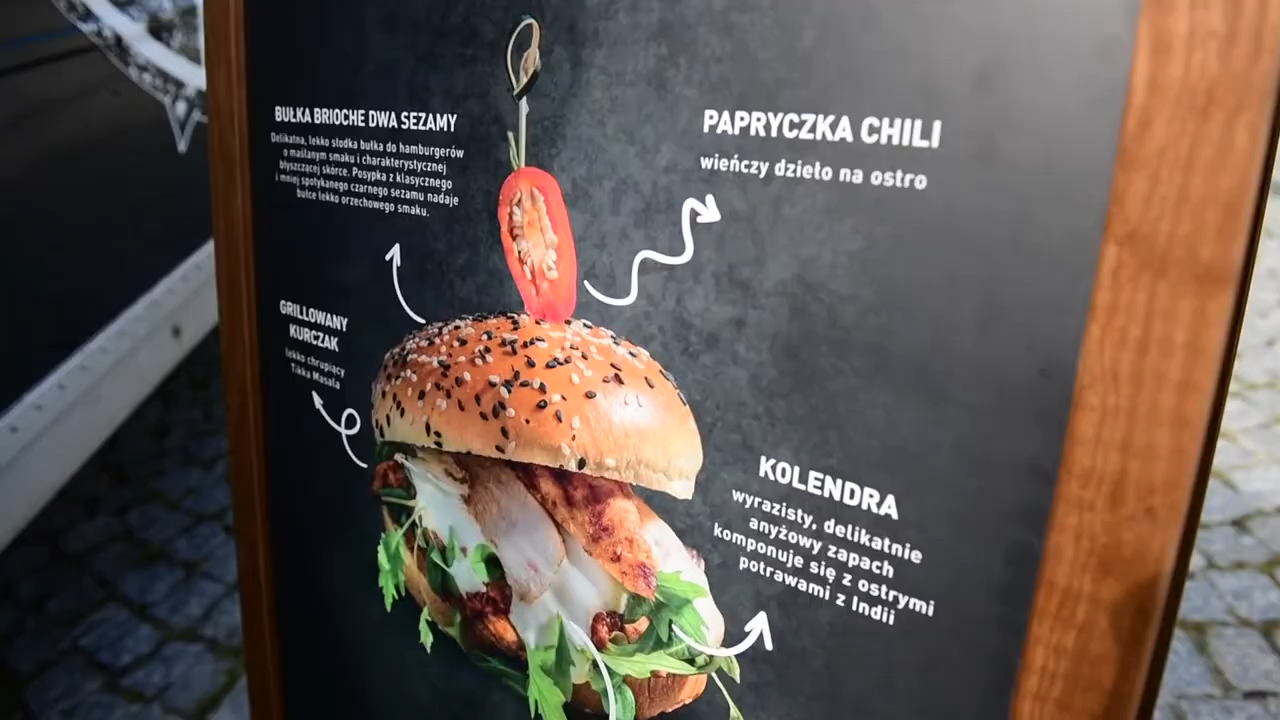 BUŁKA BRIOCHE DWA SEZAMY
Delikatna, lekko słodka bułka do hamburgerów
o maślanym smaku i charakterystycznej
błyszczącej skórce. Posypka z klasycznego
i mniej spotykanego czarnego sezamu nadaje
bułce lekko orzechowego smaku.
PAPRYCZKA CHILI
wieńczy dzieło na ostro
GRILLOWANY
KURCZAK
lekko chrupiący
Tikka Masala
KOLENDRA
wyrazisty, delikatnie
anyżowy zapach
komponuje się z ostrymi
potrawami z Indii